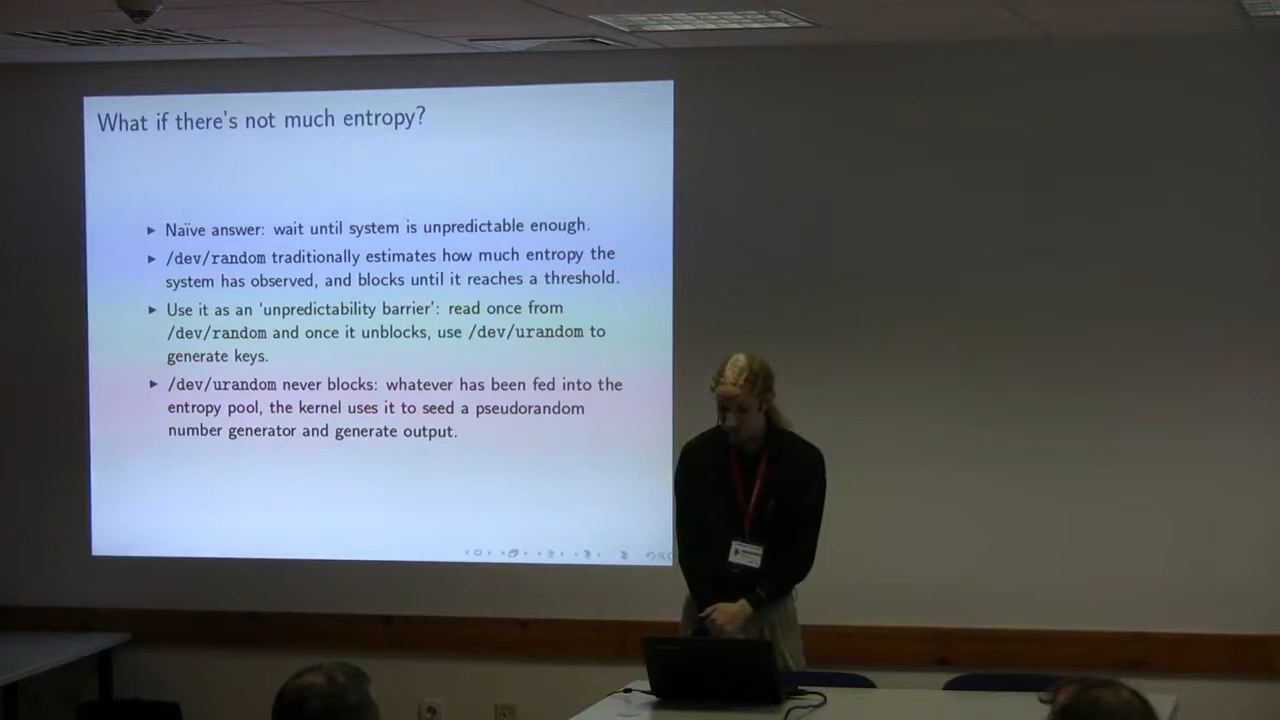 What if there's not much entropy?
▶ Naïve answer: wait until system is unpredictable enough.
▶ /dev/random traditionally estimates how much entropy the
system has observed, and blocks until it reaches a threshold.
▶ Use it as an ‘unpredictability barrier’: read once from
/dev/random and once it unblocks, use /dev/urandom to
generate keys.
▶ /dev/urandom never blocks: whatever has been fed into the
entropy pool, the kernel uses it to seed a pseudorandom
number generator and generate output.